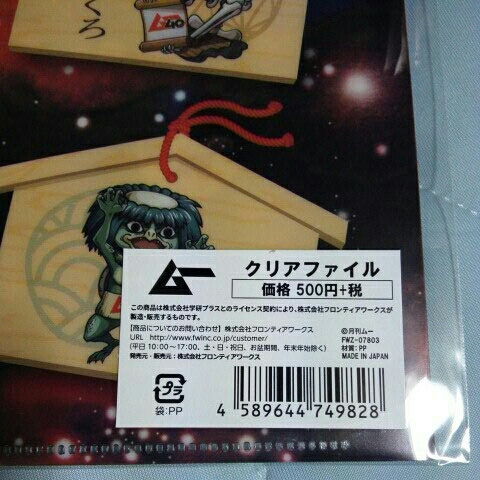 くろ
ムー40
ムー
クリアファイル
価格 500円+税
この商品は株式会社学研プラスとのライセンス契約により、株式会社フロンティアワークスが
製造・販売するものです。
【商品についてのお問い合わせ】株式会社フロンティアワークス
URL http://www.fwinc.co.jp/customer/
(平日 10:00〜17:00、土・日・祝日、お盆期間、年末年始除く)
発売元・販売元:株式会社フロンティアワークス
©月刊ムー
FWZ-07803
材質:PP
MADE IN JAPAN
プラ
袋:PP
4 589644 749828